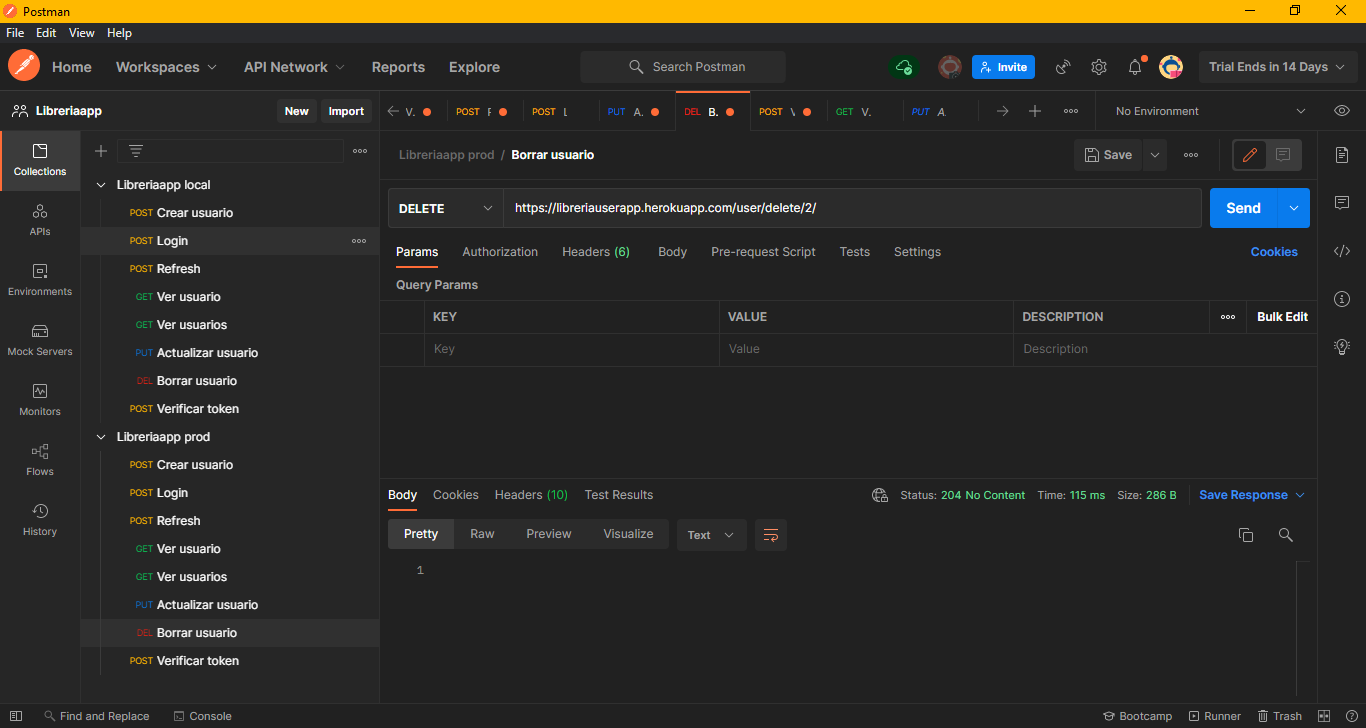 Postman
File Edit View Help
Home Workspaces API Network Reports Explore Search Postman Invite Trial Ends in 14 Days
Libreriaapp New Import V. POST POST PUT A. DEL B. POST GET V. PUT A. No Environment
Collections
APIs
Environments
Mock Servers
Monitors
Flows
History
Libreriaapp local
POST Crear usuario
POST Login
POST Refresh
GET Ver usuario
GET Ver usuarios
PUT Actualizar usuario
DEL Borrar usuario
POST Verificar token
Libreriaapp prod
POST Crear usuario
POST Login
POST Refresh
GET Ver usuario
GET Ver usuarios
PUT Actualizar usuario
DEL Borrar usuario
POST Verificar token
Libreriaapp prod / Borrar usuario Save
DELETE https://libreriauserapp.herokuapp.com/user/delete/2/ Send
Params Authorization Headers (6) Body Pre-request Script Tests Settings Cookies
Query Params
KEY VALUE DESCRIPTION Bulk Edit
Key Value Description
Body Cookies Headers (10) Test Results Status: 204 No Content Time: 115 ms Size: 286 B Save Response
Pretty Raw Preview Visualize Text
1
Find and Replace Console Bootcamp Runner Trash